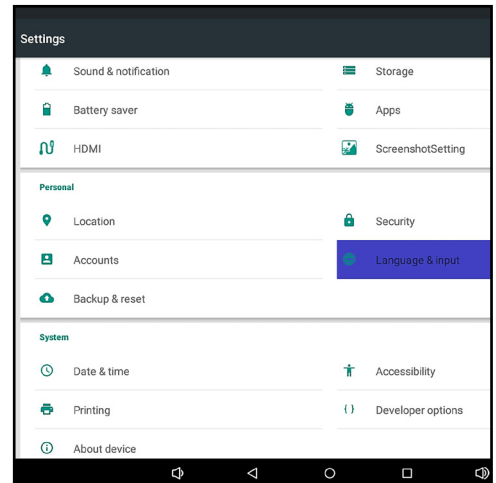 Settings
Sound & notification
Storage
Battery saver
Apps
HDMI
ScreenshotSetting
Personal
Location
Security
Accounts
Language & input
Backup & reset
System
Date & time
Accessibility
Printing
{ } Developer options
About device